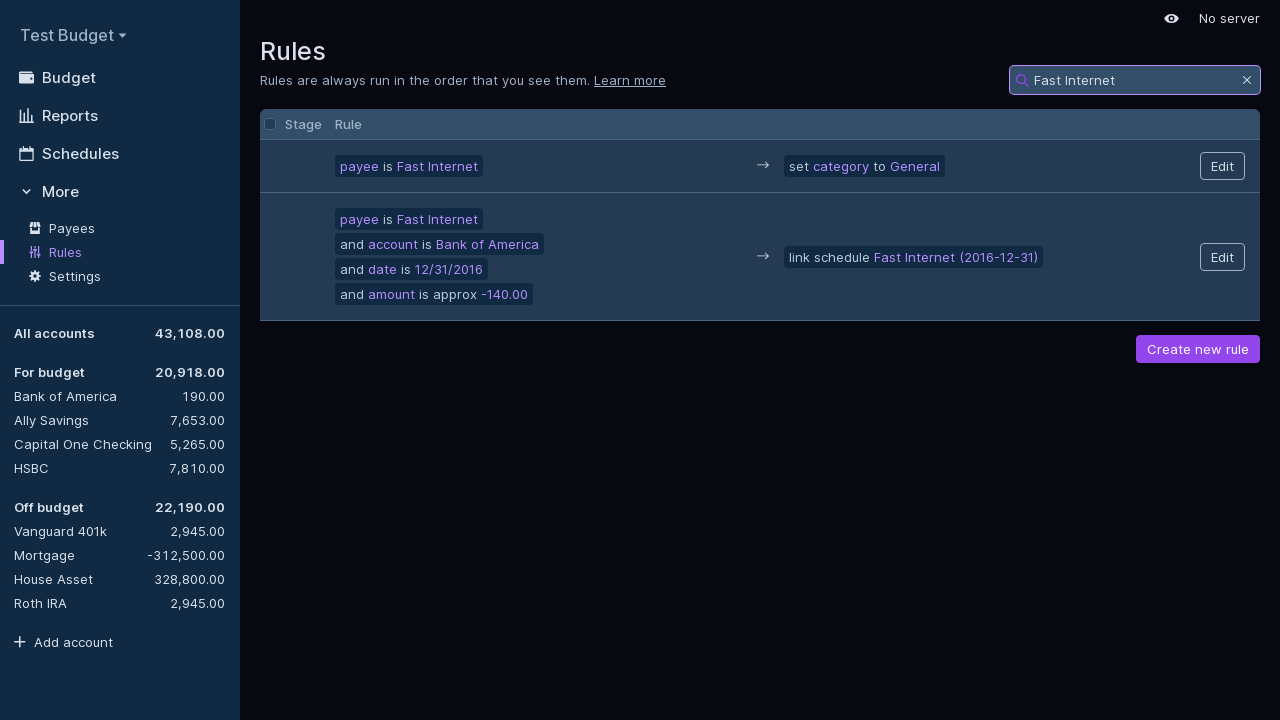 Test Budget
Budget
Reports
Schedules
More
Payees
Rules
Settings
All accounts 43,108.00
For budget 20,918.00
Bank of America 190.00
Ally Savings 7,653.00
Capital One Checking 5,265.00
HSBC 7,810.00
Off budget 22,190.00
Vanguard 401k 2,945.00
Mortgage -312,500.00
House Asset 328,800.00
Roth IRA 2,945.00
Add account
No server
Rules
Rules are always run in the order that you see them. Learn more
Fast Internet
Stage Rule
payee is Fast Internet → set category to General Edit
payee is Fast Internet
and account is Bank of America
and date is 12/31/2016
and amount is approx -140.00
→ link schedule Fast Internet (2016-12-31) Edit
Create new rule